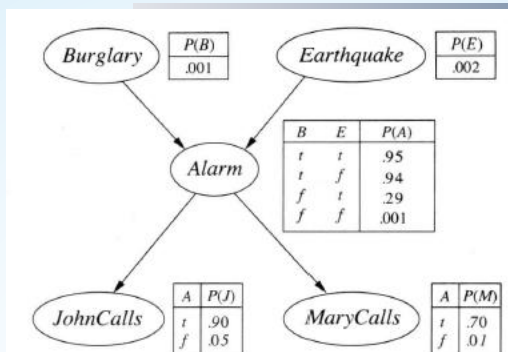 Burglary
P(B)
.001
Earthquake
P(E)
.002
Alarm
B E P(A)
t t .95
t f .94
f t .29
f f .001
JohnCalls
A P(J)
t .90
f .05
MaryCalls
A P(M)
t .70
f .01